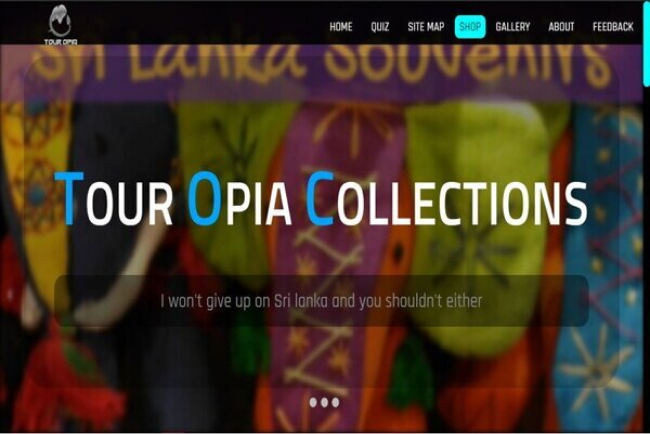 TOUR OPIA
HOME QUIZ SITE MAP SHOP GALLERY ABOUT FEEDBACK
Sri Lanka Souvenirs
TOUR OPIA COLLECTIONS
I won't give up on Sri lanka and you shouldn't either